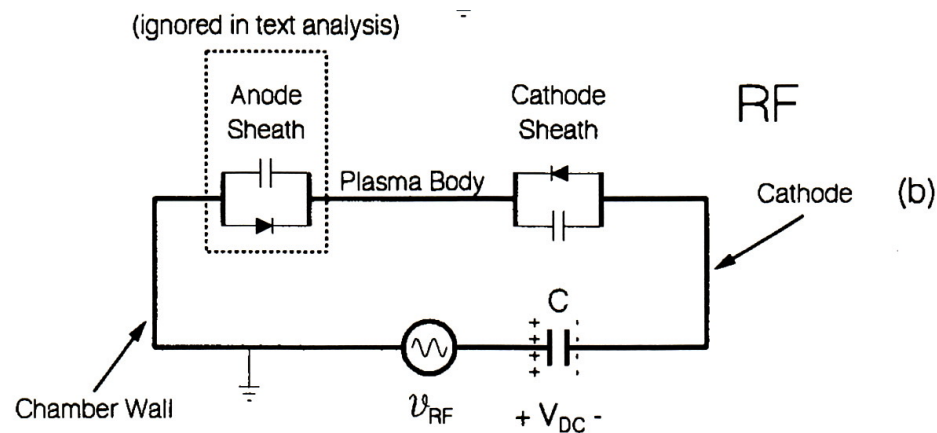 (ignored in text analysis)
Anode
Sheath
Cathode
Sheath
RF
Plasma Body
Cathode
(b)
C
+ + + +
- - - -
Chamber Wall
𝓋RF
+ VDC -